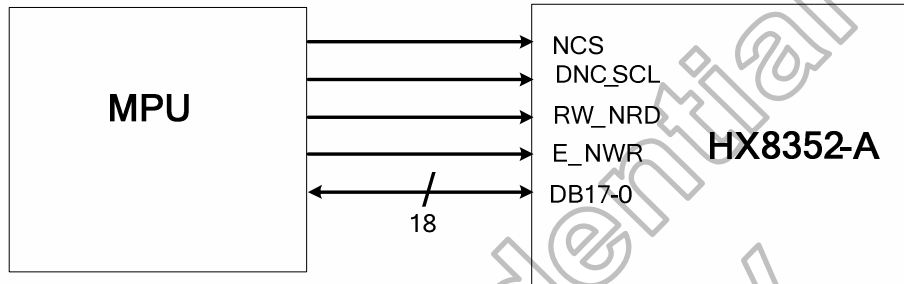 NCS
DNC_SCL
MPU
RW_NRD
HX8352-A
E_NWR
DB17-0
18